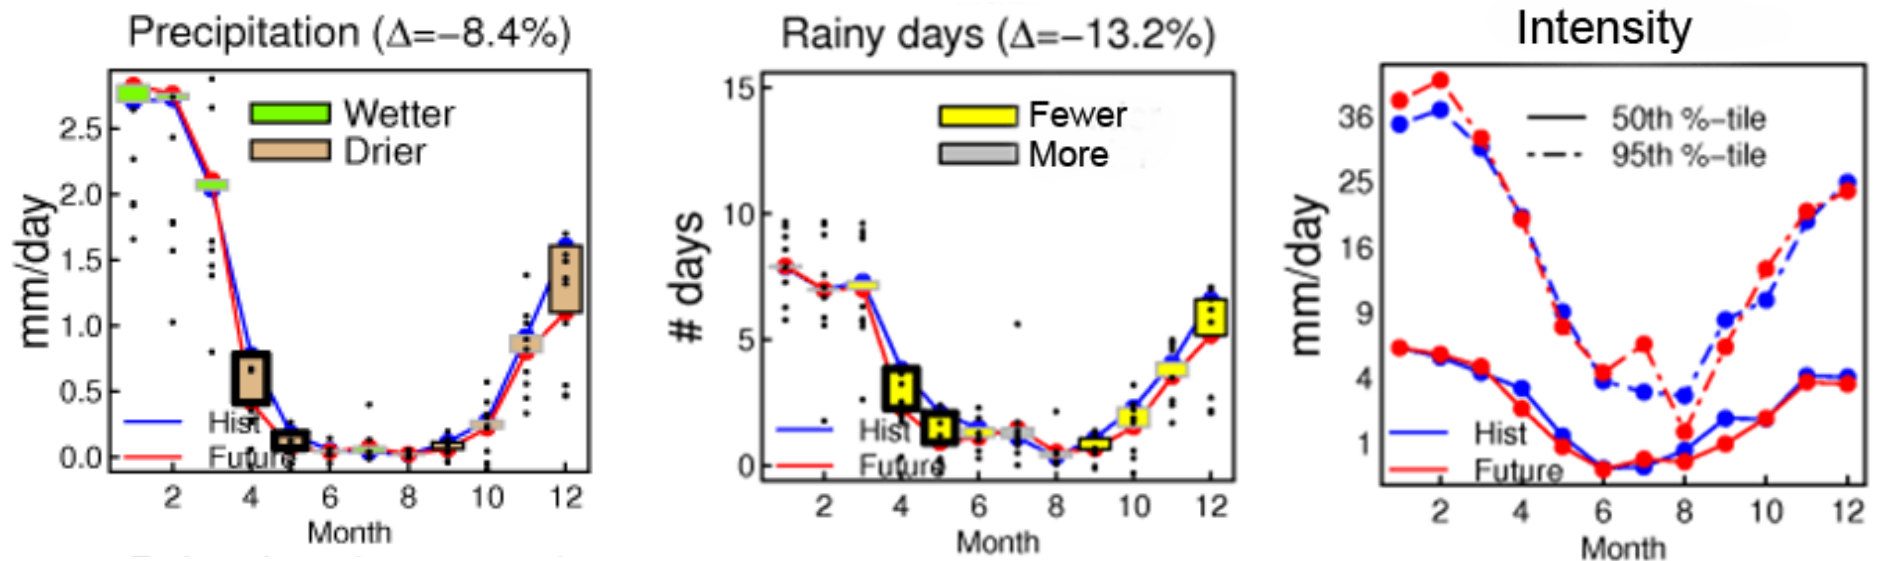 Precipitation (Δ=−8.4%)
Wetter
Drier
2.5
2.0
1.5
1.0
0.5
0.0
mm/day
Hist
Future
2 4 6 8 10 12
Month
Rainy days (Δ=−13.2%)
Fewer
More
15
10
5
0
# days
Hist
Future
2 4 6 8 10 12
Month
Intensity
50th %−tile
95th %−tile
36
25
16
9
4
1
mm/day
Hist
Future
2 4 6 8 10 12
Month